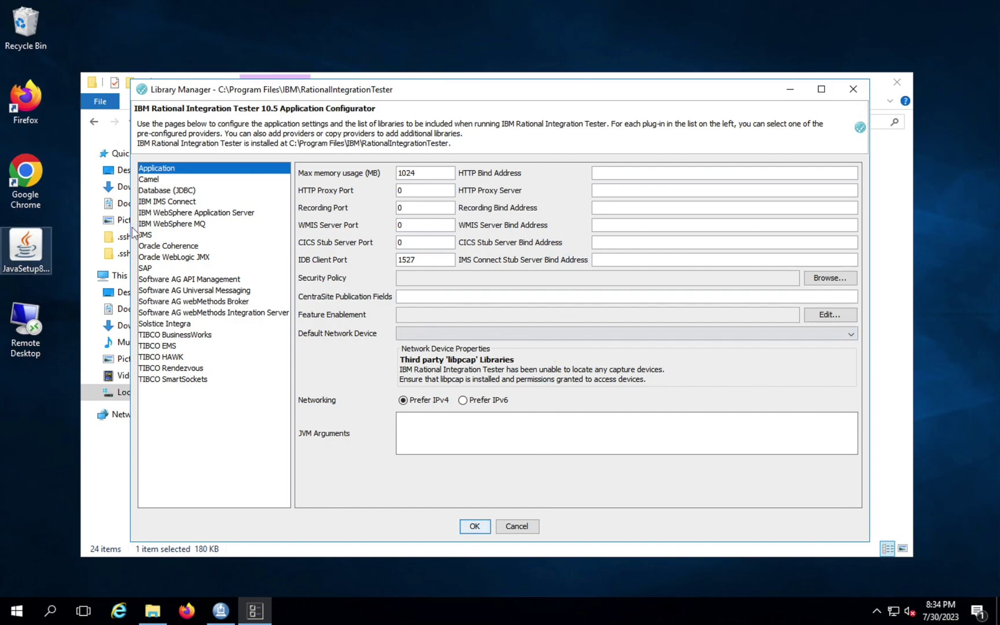 Recycle Bin
Firefox
Google
Chrome
JavaSetup8...
Remote
Desktop
File
Quic
Des
Dov
Doc
Pict
.ssh
.ssh
This
Des
Doc
Dov
Mu
Pict
Vid
Loc
Netw
Library Manager - C:\Program Files\IBM\RationalIntegrationTester
IBM Rational Integration Tester 10.5 Application Configurator
Use the pages below to configure the application settings and the list of libraries to be included when running IBM Rational Integration Tester. For each plug-in in the list on the left, you can select one of the
pre-configured providers. You can also add providers or copy providers to add additional libraries.
IBM Rational Integration Tester is installed at C:\Program Files\IBM\RationalIntegrationTester.
Application
Camel
Database (JDBC)
IBM IMS Connect
IBM WebSphere Application Server
IBM WebSphere MQ
JMS
Oracle Coherence
Oracle WebLogic JMX
SAP
Software AG API Management
Software AG Universal Messaging
Software AG webMethods Broker
Software AG webMethods Integration Server
Solstice Integra
TIBCO BusinessWorks
TIBCO EMS
TIBCO HAWK
TIBCO Rendezvous
TIBCO SmartSockets
Max memory usage (MB) 1024 HTTP Bind Address
HTTP Proxy Port 0 HTTP Proxy Server
Recording Port 0 Recording Bind Address
WMIS Server Port 0 WMIS Server Bind Address
CICS Stub Server Port 0 CICS Stub Server Bind Address
IDB Client Port 1527 IMS Connect Stub Server Bind Address
Security Policy Browse...
CentraSite Publication Fields
Feature Enablement Edit...
Default Network Device
Network Device Properties
Third party 'libpcap' Libraries
IBM Rational Integration Tester has been unable to locate any capture devices.
Ensure that libpcap is installed and permissions granted to access devices.
Networking Prefer IPv4 Prefer IPv6
JVM Arguments
OK Cancel
24 items 1 item selected 180 KB
8:34 PM
7/30/2023
1